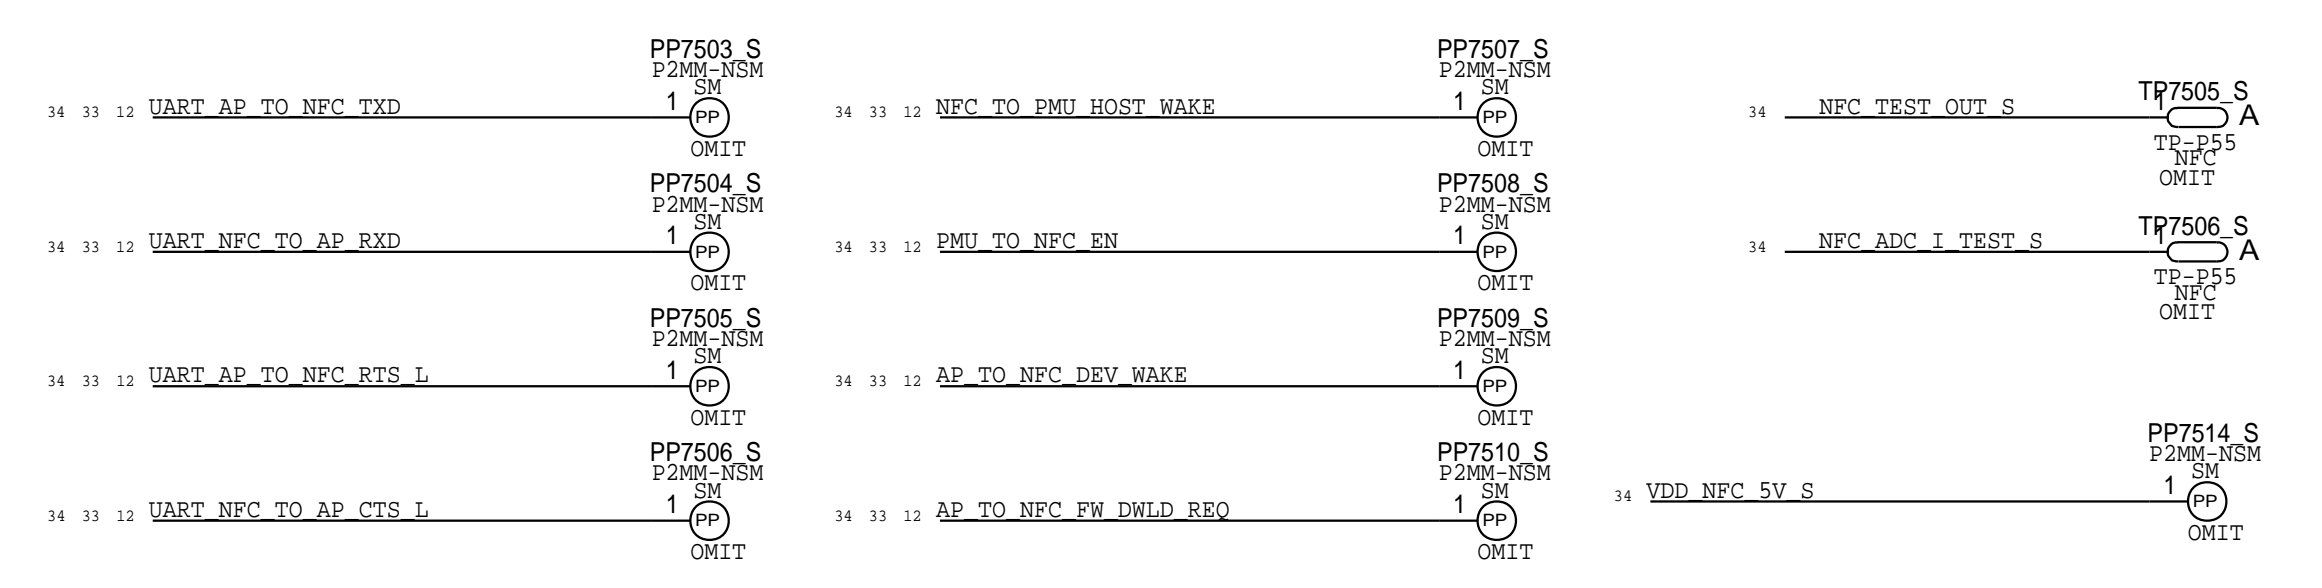 PP7503_S
P2MM-NSM
SM
34 33 12 UART_AP_TO_NFC_TXD 1 PP
OMIT
PP7504_S
P2MM-NSM
SM
34 33 12 UART_NFC_TO_AP_RXD 1 PP
OMIT
PP7505_S
P2MM-NSM
SM
34 33 12 UART_AP_TO_NFC_RTS_L 1 PP
OMIT
PP7506_S
P2MM-NSM
SM
34 33 12 UART_NFC_TO_AP_CTS_L 1 PP
OMIT
PP7507_S
P2MM-NSM
SM
34 33 12 NFC_TO_PMU_HOST_WAKE 1 PP
OMIT
PP7508_S
P2MM-NSM
SM
34 33 12 PMU_TO_NFC_EN 1 PP
OMIT
PP7509_S
P2MM-NSM
SM
34 33 12 AP_TO_NFC_DEV_WAKE 1 PP
OMIT
PP7510_S
P2MM-NSM
SM
34 33 12 AP_TO_NFC_FW_DWLD_REQ 1 PP
OMIT
TP7505_S
34 NFC_TEST_OUT_S 1 A
TP-P55
NFC
OMIT
TP7506_S
34 NFC_ADC_I_TEST_S 1 A
TP-P55
NFC
OMIT
PP7514_S
P2MM-NSM
SM
34 VDD_NFC_5V_S 1 PP
OMIT